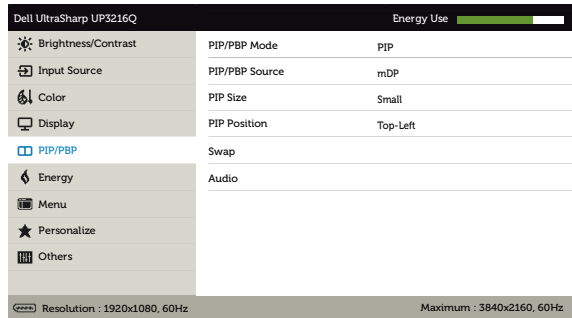 Dell UltraSharp UP3216Q Energy Use
Brightness/Contrast
Input Source
Color
Display
PIP/PBP
Energy
Menu
Personalize
Others
PIP/PBP Mode PIP
PIP/PBP Source mDP
PIP Size Small
PIP Position Top-Left
Swap
Audio
Resolution : 1920x1080, 60Hz Maximum : 3840x2160, 60Hz